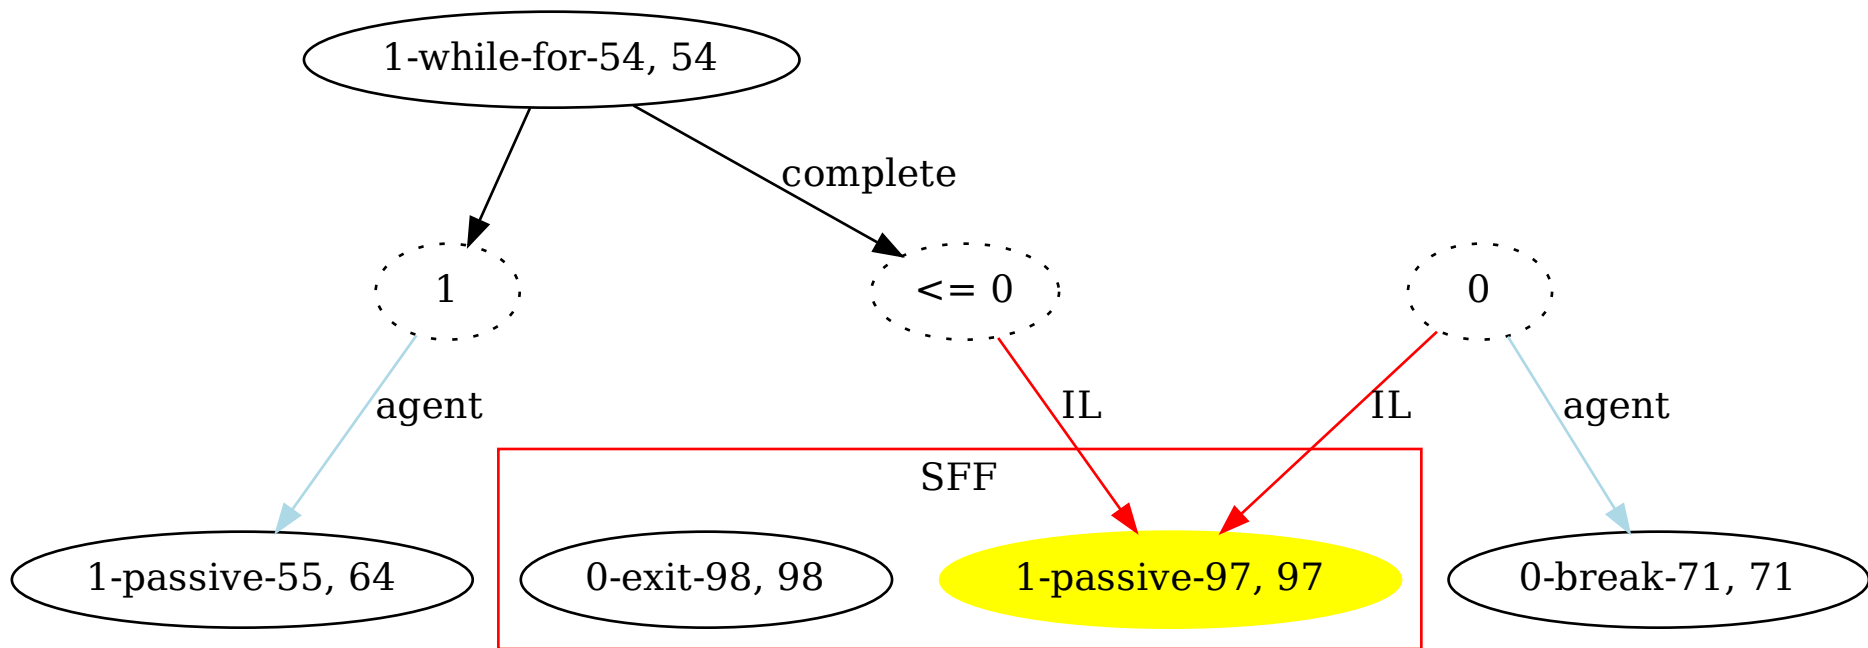 1-while-for-54, 54
complete
1
<= 0
0
agent
IL
IL
agent
SFF
1-passive-55, 64
0-exit-98, 98
1-passive-97, 97
0-break-71, 71